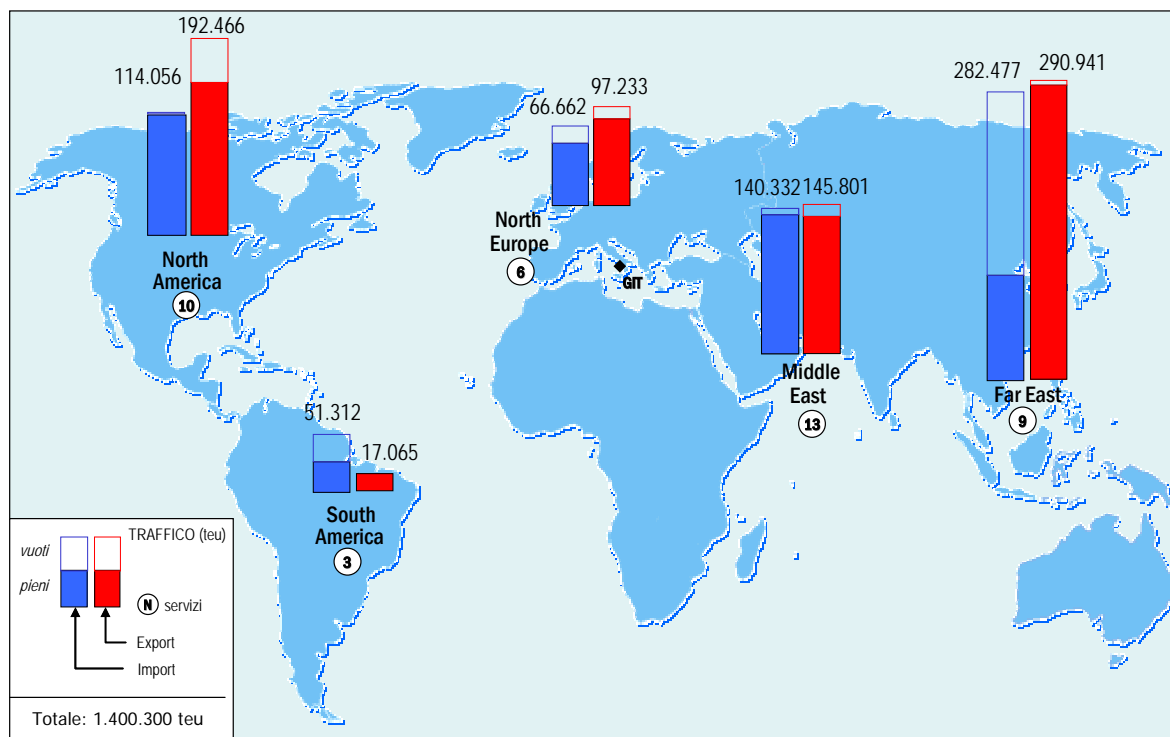 192.466
114.056
North
America
10
97.233
66.662
North
Europe
6
GIT
290.941
282.477
140.332
145.801
Middle
East
13
Far East
9
51.312
17.065
South
America
3
TRAFFICO (teu)
vuoti
pieni
N servizi
Export
Import
Totale: 1.400.300 teu